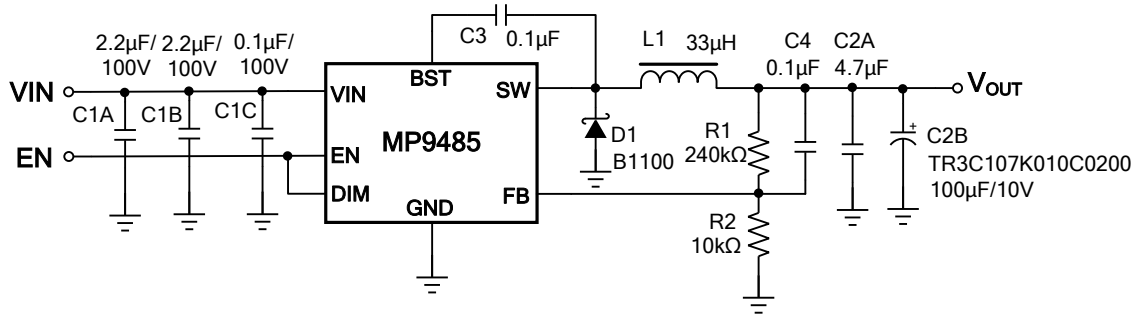 C3
0.1µF
2.2µF/
100V
2.2µF/
100V
0.1µF/
100V
L1
33µH
C4
0.1µF
C2A
4.7µF
VIN
C1A
C1B
C1C
VIN
BST
SW
VOUT
MP9485
D1
B1100
R1
240kΩ
+
C2B
TR3C107K010C0200
100µF/10V
EN
EN
DIM
GND
FB
R2
10kΩ